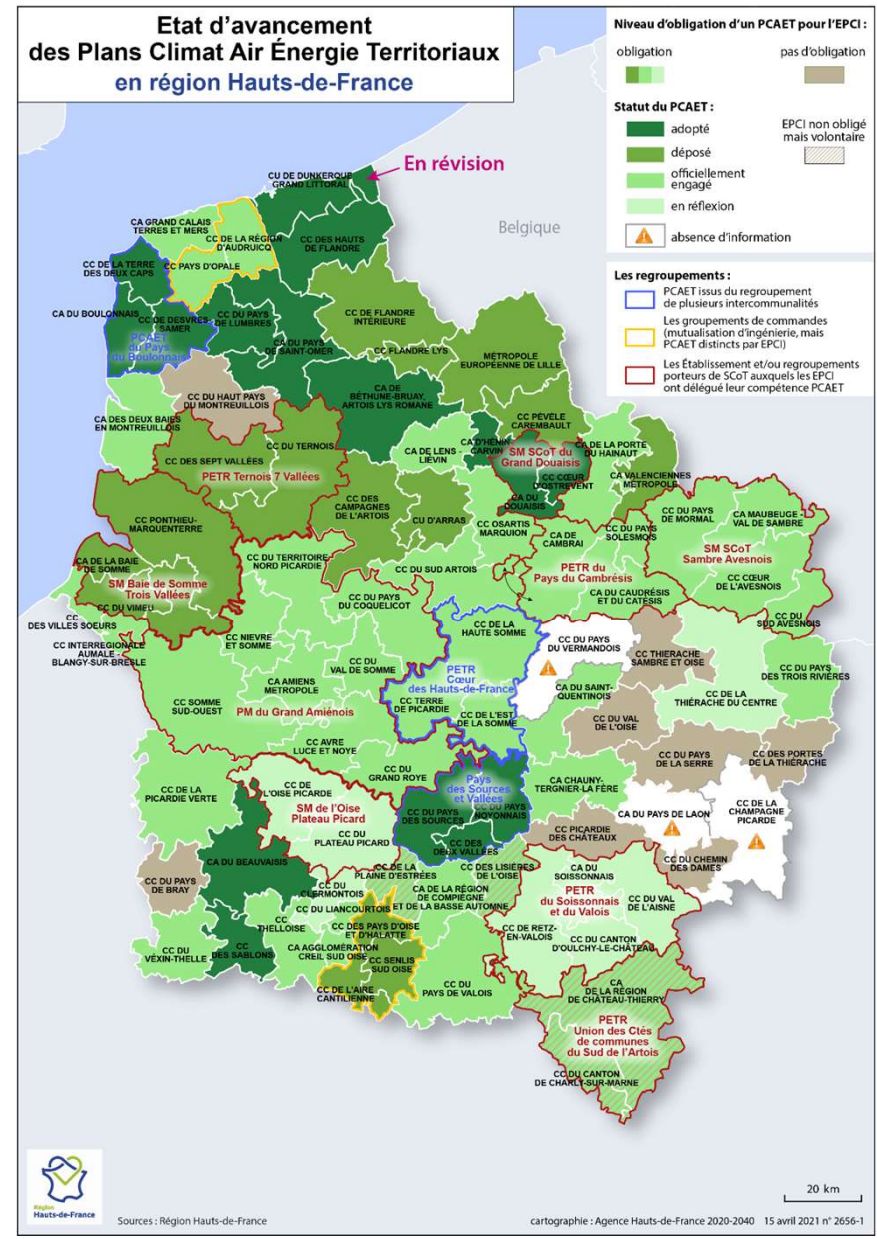 Etat d'avancement
des Plans Climat Air Énergie Territoriaux
en région Hauts-de-France
Niveau d'obligation d'un PCAET pour l'EPCI :
obligation
pas d'obligation
Statut du PCAET :
adopté
déposé
officiellement
engagé
en réflexion
absence d'information
EPCI non obligé
mais volontaire
Les regroupements :
PCAET issus du regroupement
de plusieurs intercommunalités
Les groupements de commandes
(mutualisation d'ingénierie, mais
PCAET distincts par EPCI)
Les Établissement et/ou regroupements
porteurs de SCoT auxquels les EPCI
ont délégué leur compétence PCAET
En révision
Belgique
CU DE DUNKERQUE
GRAND LITTORAL
CA GRAND CALAIS
TERRES ET MERS
CC DE LA RÉGION
D'AUDRUICQ
CC DES HAUTS
DE FLANDRE
CC DE LA TERRE
DES DEUX CAPS
CC PAYS D'OPALE
CA DU BOULONNAIS
CC DE DESVRES
SAMER
PCAET
du Pays
du Boulonnais
CC DU PAYS
DE LUMBRES
CA DU PAYS
DE SAINT-OMER
CC DE FLANDRE
INTÉRIEURE
CC FLANDRE LYS
MÉTROPOLE
EUROPÉENNE DE LILLE
CC DU HAUT PAYS
DU MONTREUILLOIS
CA DE
BÉTHUNE-BRUAY,
ARTOIS LYS ROMANE
CA DES DEUX BAIES
EN MONTREUILLOIS
CC PÉVÈLE
CAREMBAULT
CC DU TERNOIS
CC DES SEPT VALLÉES
PETR Ternois 7 Vallées
CA DE LENS -
LIÉVIN
CA D'HÉNIN
CARVIN
SM SCoT du
Grand Douaisis
CC CŒUR
D'OSTREVENT
CA DU
DOUAISIS
CA DE LA PORTE
DU HAINAUT
CA VALENCIENNES
MÉTROPOLE
CC DES
CAMPAGNES
DE L'ARTOIS
CU D'ARRAS
CC OSARTIS
MARQUION
CC PONTHIEU-
MARQUENTERRE
CA DE
CAMBRAI
CC DU PAYS
SOLESMOIS
CC DU PAYS
DE MORMAL
CA MAUBEUGE -
VAL DE SAMBRE
SM SCoT
Sambre Avesnois
CC CŒUR
DE L'AVESNOIS
CC DU
SUD AVESNOIS
CA DE LA BAIE
DE SOMME
SM Baie de Somme
Trois Vallées
CC DU VIMEU
CC DU TERRITOIRE
NORD PICARDIE
CC DU SUD ARTOIS
PETR du
Pays du Cambrésis
CA DU CAUDRÉSIS
ET DU CATÉSIS
CC DU PAYS
DU COQUELICOT
CC
DES VILLES SOEURS
CC INTERREGIONALE
AUMALE -
BLANGY-SUR-BRESLE
CC NIEVRE
ET SOMME
CC DU
VAL DE SOMME
CC DE LA
HAUTE SOMME
PETR
Cœur
des Hauts-de-France
CC TERRE
DE PICARDIE
CC DE L'EST
DE LA SOMME
CC DU PAYS
DU VERMANDOIS
CC THIERACHE
SAMBRE ET OISE
CC DU PAYS
DES TROIS RIVIÈRES
CA DU SAINT-
QUENTINOIS
CC DE LA
THIÉRACHE DU CENTRE
CA AMIENS
METROPOLE
CC SOMME
SUD-OUEST
PM du Grand Amiénois
CC DU VAL
DE L'OISE
CC AVRE
LUCE ET NOYE
CC DU PAYS
DE LA SERRE
CC DES PORTES
DE LA THIÉRACHE
CC DE LA
PICARDIE VERTE
CC DE
L'OISE PICARDE
CC DU
GRAND ROYE
Pays
des Sources
et Vallées
CC DU PAYS
DES SOURCES
CC DU PAYS
NOYONNAIS
CC DES
DEUX VALLÉES
CA CHAUNY-
TERGNIER-LA FÈRE
SM de l'Oise
Plateau Picard
CC DU
PLATEAU PICARD
CA DU PAYS DE LAON
CC DE LA
CHAMPAGNE
PICARDE
CC PICARDIE
DES CHÂTEAUX
CC DU CHEMIN
DES DAMES
CA DU BEAUVAISIS
CC DU PAYS
DE BRAY
CC DE LA
PLAINE D'ESTRÉES
CC DES LISIÈRES
DE L'OISE
CC DU
CLERMONTOIS
CA DE LA RÉGION
DE COMPIÈGNE
ET DE LA BASSE AUTOMNE
CA DU
SOISSONNAIS
PETR
du Soissonnais
et du Valois
CC DU VAL
DE L'AISNE
CC DU LIANCOURTOIS
CC
THELLOISE
CC DES PAYS D'OISE
ET D'HALATTE
CC DE RETZ-
EN-VALOIS
CC DU CANTON
D'OULCHY-LE-CHÂTEAU
CC DU
VEXIN-THELLE
CC
DES SABLONS
CA AGGLOMÉRATION
CREIL SUD OISE
CC SENLIS
SUD OISE
CC DE L'AIRE
CANTILIENNE
CC DU
PAYS DE VALOIS
CA
DE LA RÉGION
DE CHÂTEAU-THIERRY
PETR
Union des Ctés
de communes
du Sud de l'Artois
CC DU CANTON
DE CHARLY-SUR-MARNE
20 km
Région
Hauts-de-France
Sources : Région Hauts-de-France
cartographie : Agence Hauts-de-France 2020-2040 15 avril 2021 n° 2656-1